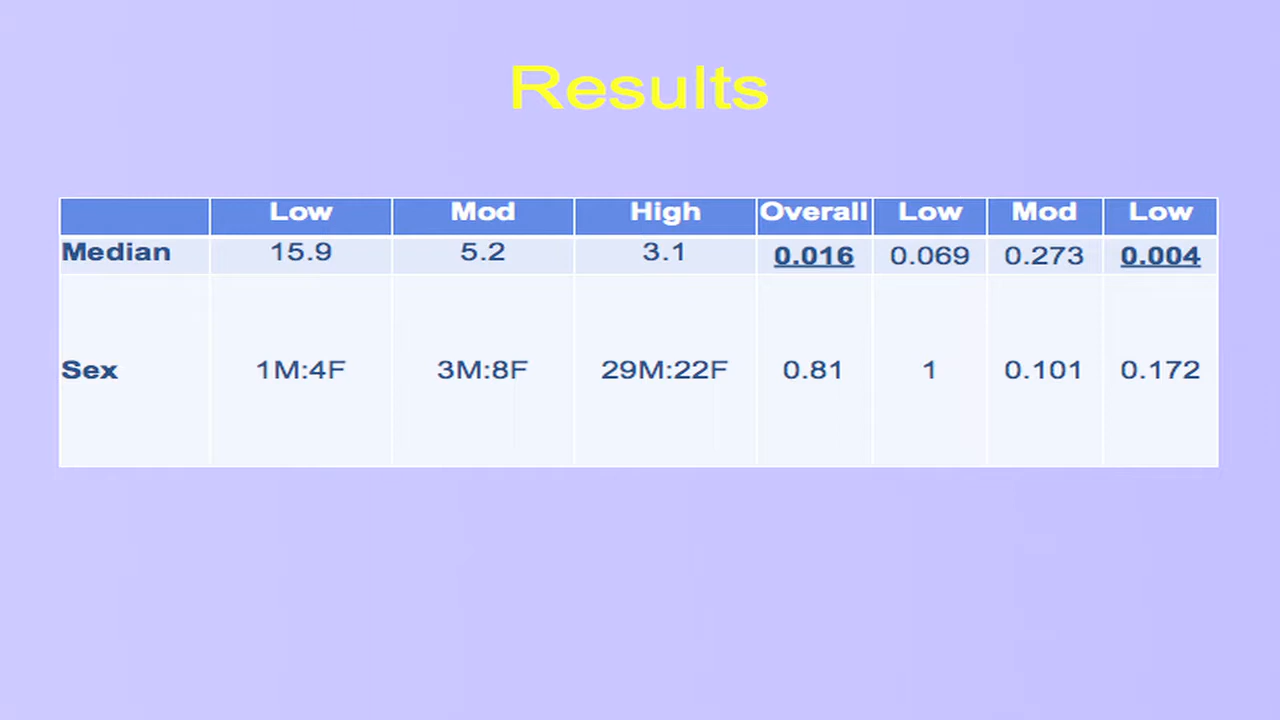 Results
Low Mod High Overall Low Mod Low
Median 15.9 5.2 3.1 0.016 0.069 0.273 0.004
Sex 1M:4F 3M:8F 29M:22F 0.81 1 0.101 0.172